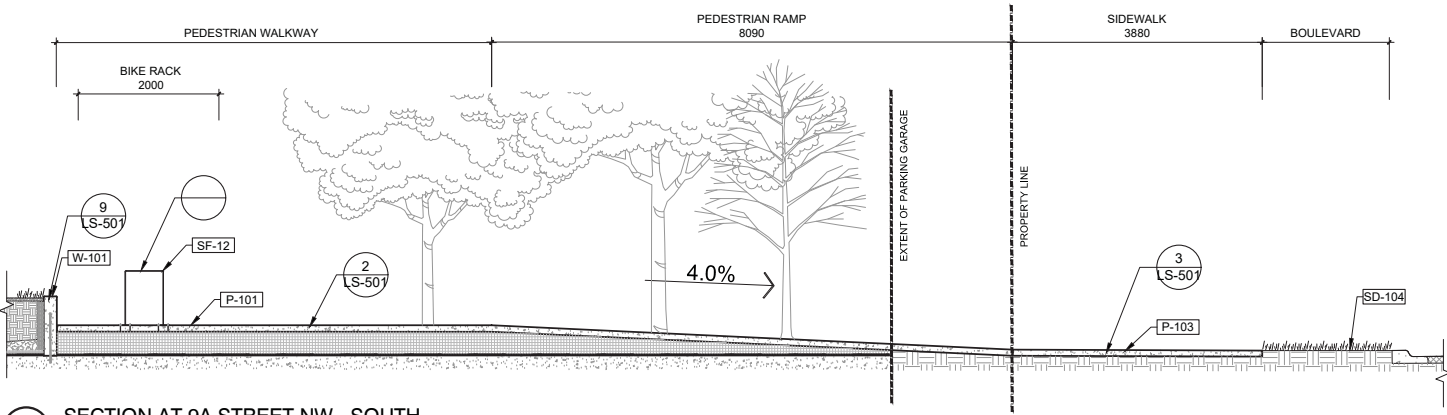 PEDESTRIAN WALKWAY
PEDESTRIAN RAMP
8090
SIDEWALK
3880
BOULEVARD
BIKE RACK
2000
EXTENT OF PARKING GARAGE
PROPERTY LINE
9
LS-501
W-101
SF-12
P-101
2
LS-501
4.0%
3
LS-501
P-103
SD-104
SECTION AT 9A STREET NW - SOUTH